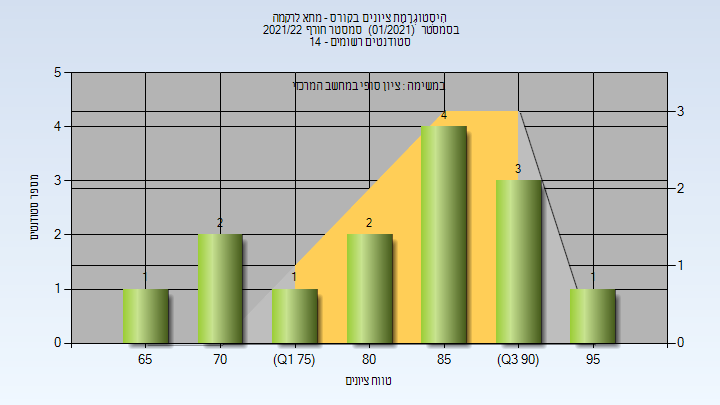 היסטוגרמת ציונים בקורס - מתא לרקמה
בסמסטר (01/2021) סמסטר חורף 2021/22
סטודנטים רשומים - 14
במשימה : ציון סופי במחשב המרכזי
מספר סטודנטים
5
4
3
2
1
0
3
2
1
0
1
2
1
2
4
3
1
65
70
(Q1 75)
80
85
(Q3 90)
95
טווח ציונים